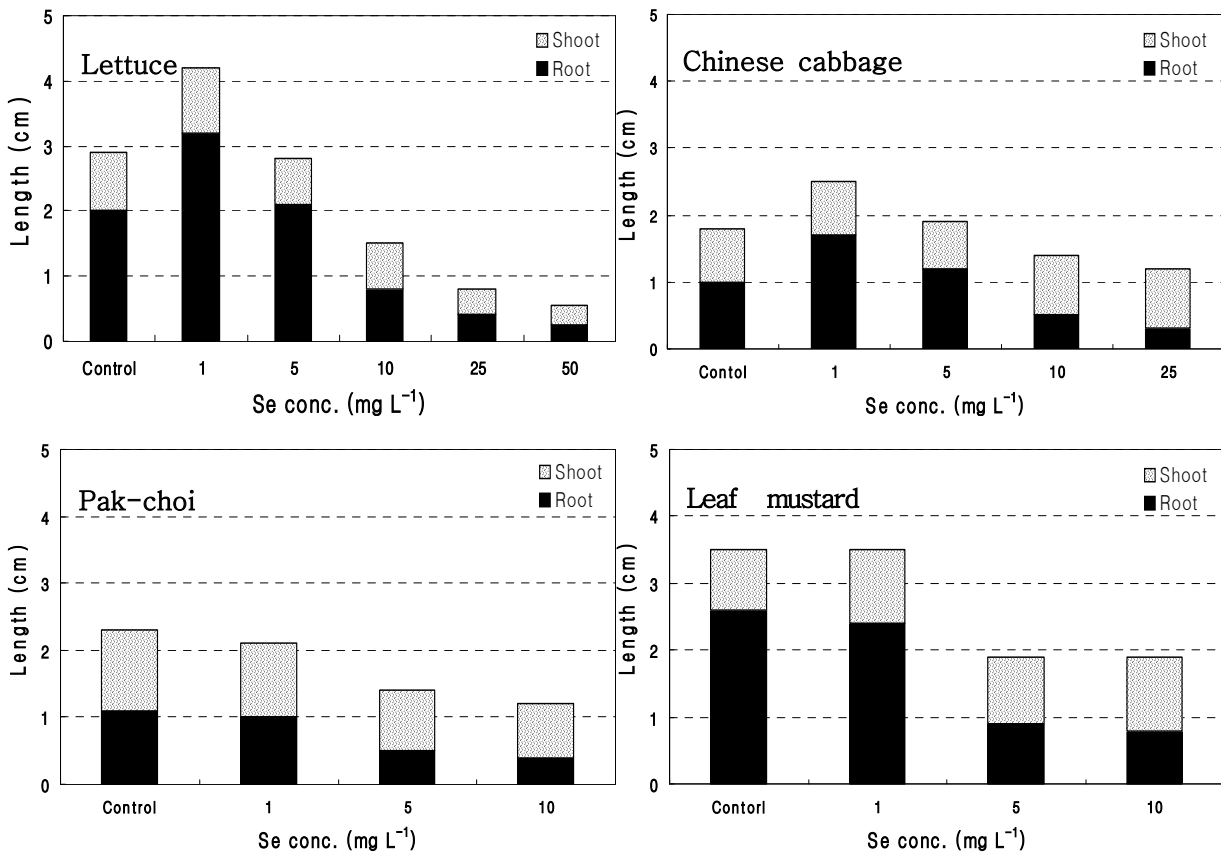 Lettuce
Shoot
Root
5
4
3
2
1
0
Length (cm)
Control 1 5 10 25 50
Se conc. (mg L⁻¹)
Chinese cabbage
Shoot
Root
5
4
3
2
1
0
Length (cm)
Contol 1 5 10 25
Se conc. (mg L⁻¹)
Pak-choi
Shoot
Root
5
4
3
2
1
0
Length (cm)
Control 1 5 10
Se conc. (mg L⁻¹)
Leaf mustard
Shoot
Root
5
4
3
2
1
0
Length (cm)
Contorl 1 5 10
Se conc. (mg L⁻¹)